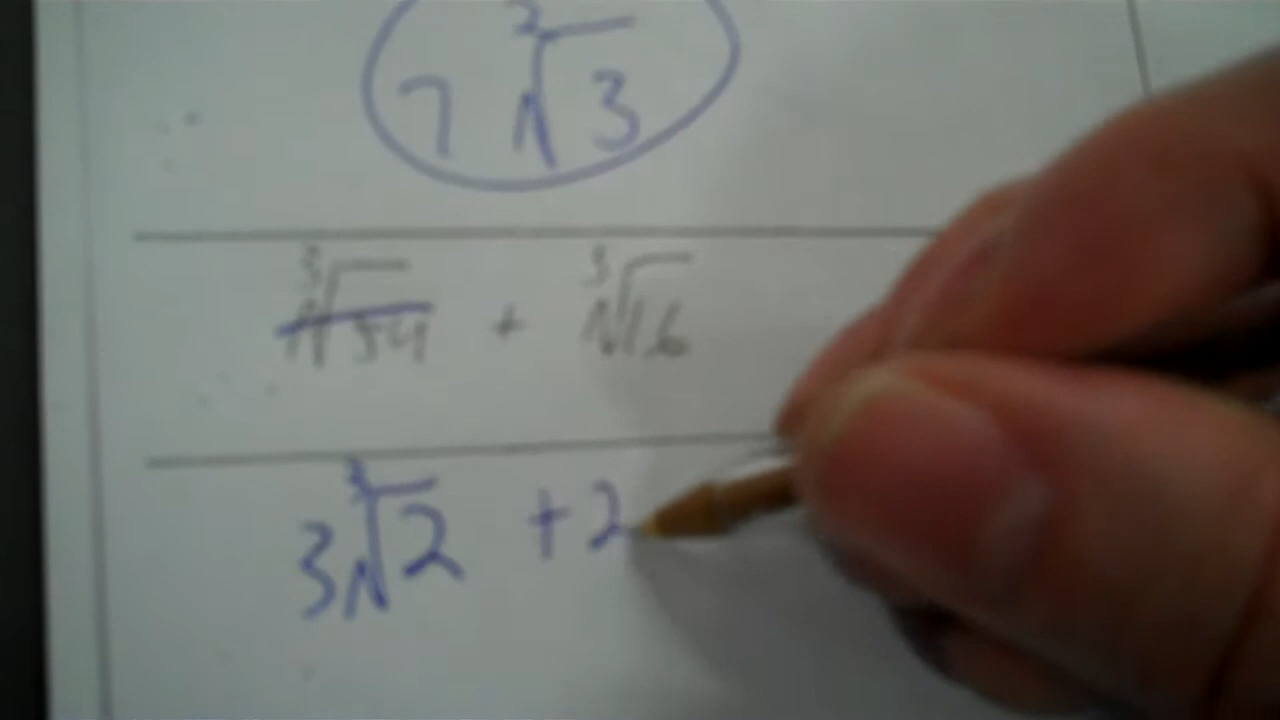 7 ∛3
∛54 + ∛16
3∛2 + 2